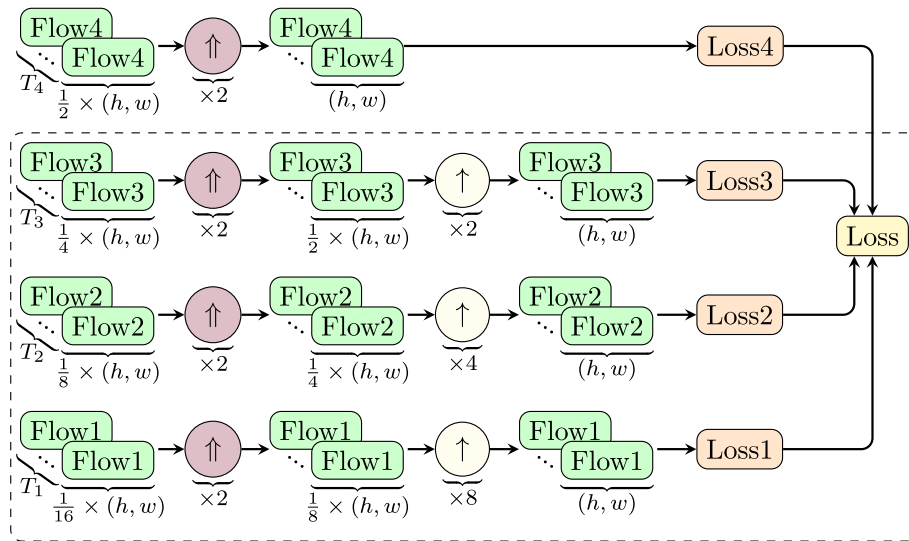 Flow4
Flow4
⋱
T₄
1/2 × (h, w)
⇑
×2
Flow4
Flow4
⋱
(h, w)
Loss4
Flow3
Flow3
⋱
T₃
1/4 × (h, w)
⇑
×2
Flow3
Flow3
⋱
1/2 × (h, w)
↑
×2
Flow3
Flow3
⋱
(h, w)
Loss3
Loss
Flow2
Flow2
⋱
T₂
1/8 × (h, w)
⇑
×2
Flow2
Flow2
⋱
1/4 × (h, w)
↑
×4
Flow2
Flow2
⋱
(h, w)
Loss2
Flow1
Flow1
⋱
T₁
1/16 × (h, w)
⇑
×2
Flow1
Flow1
⋱
1/8 × (h, w)
↑
×8
Flow1
Flow1
⋱
(h, w)
Loss1